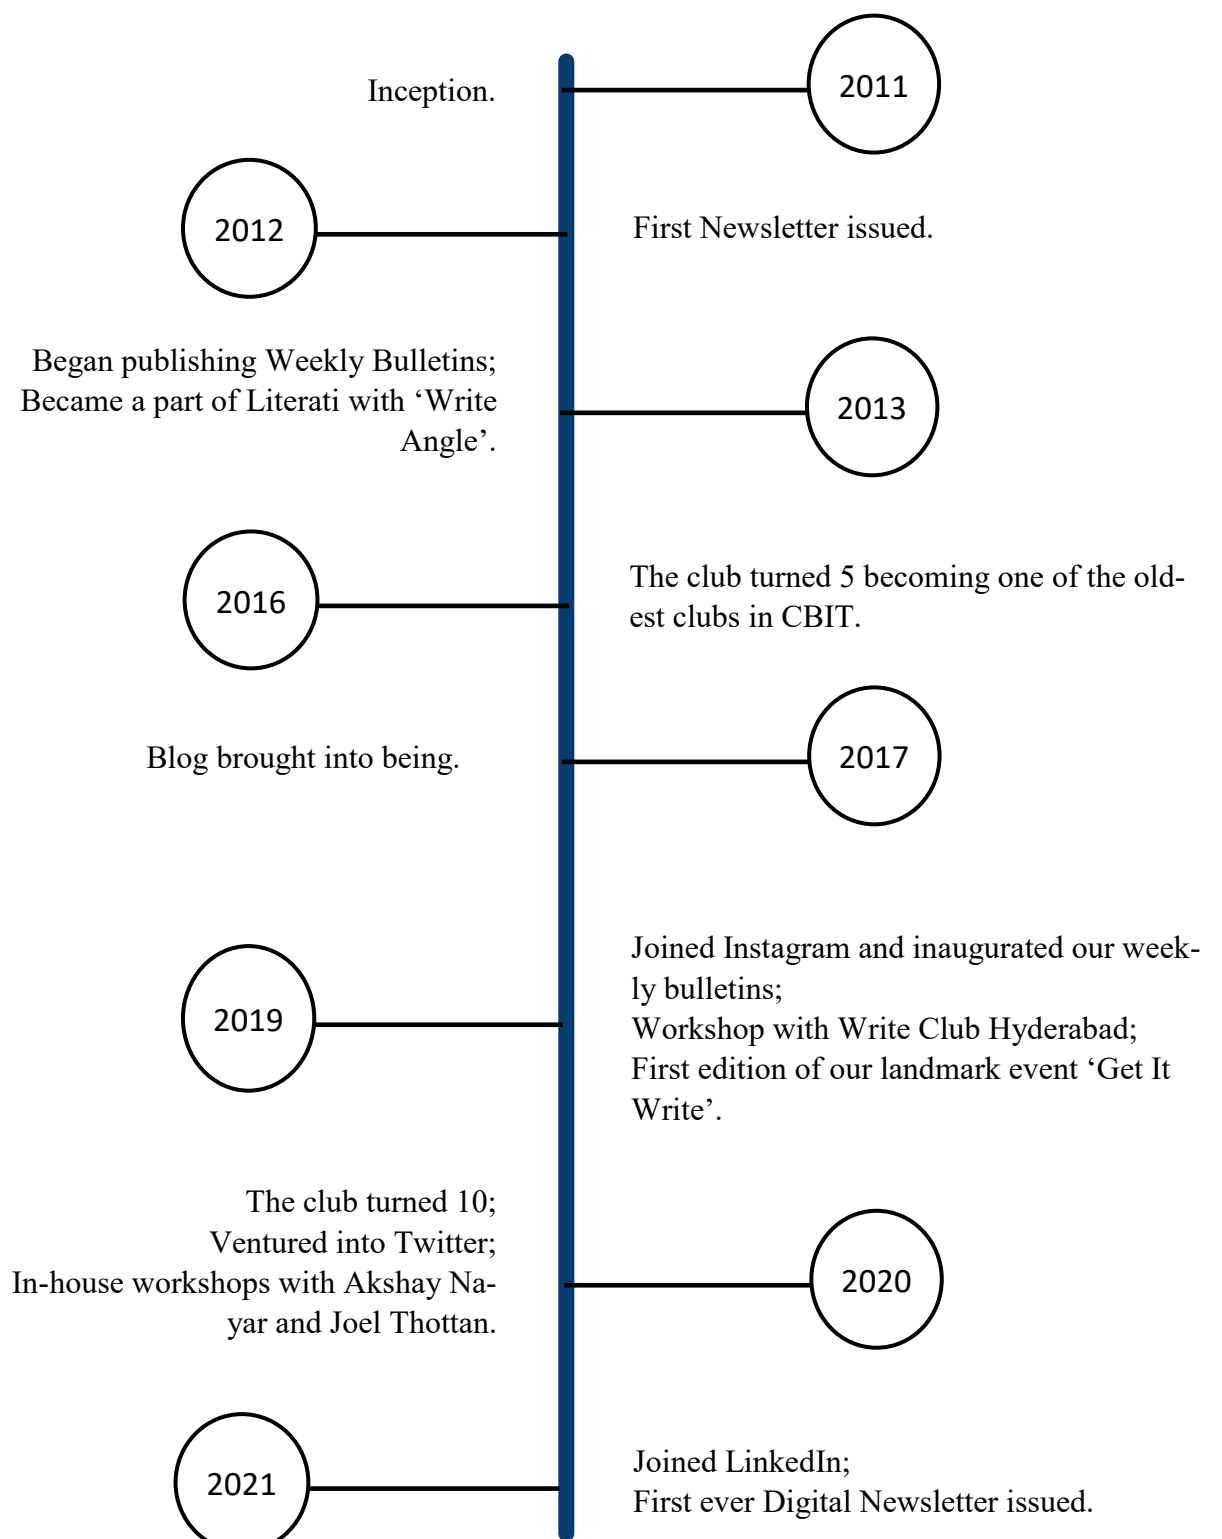 2011
Inception.
2012
First Newsletter issued.
Began publishing Weekly Bulletins;
Became a part of Literati with ‘Write
Angle’.
2013
2016
The club turned 5 becoming one of the old-
est clubs in CBIT.
Blog brought into being.
2017
2019
Joined Instagram and inaugurated our week-
ly bulletins;
Workshop with Write Club Hyderabad;
First edition of our landmark event ‘Get It
Write’.
The club turned 10;
Ventured into Twitter;
In-house workshops with Akshay Na-
yar and Joel Thottan.
2020
2021
Joined LinkedIn;
First ever Digital Newsletter issued.